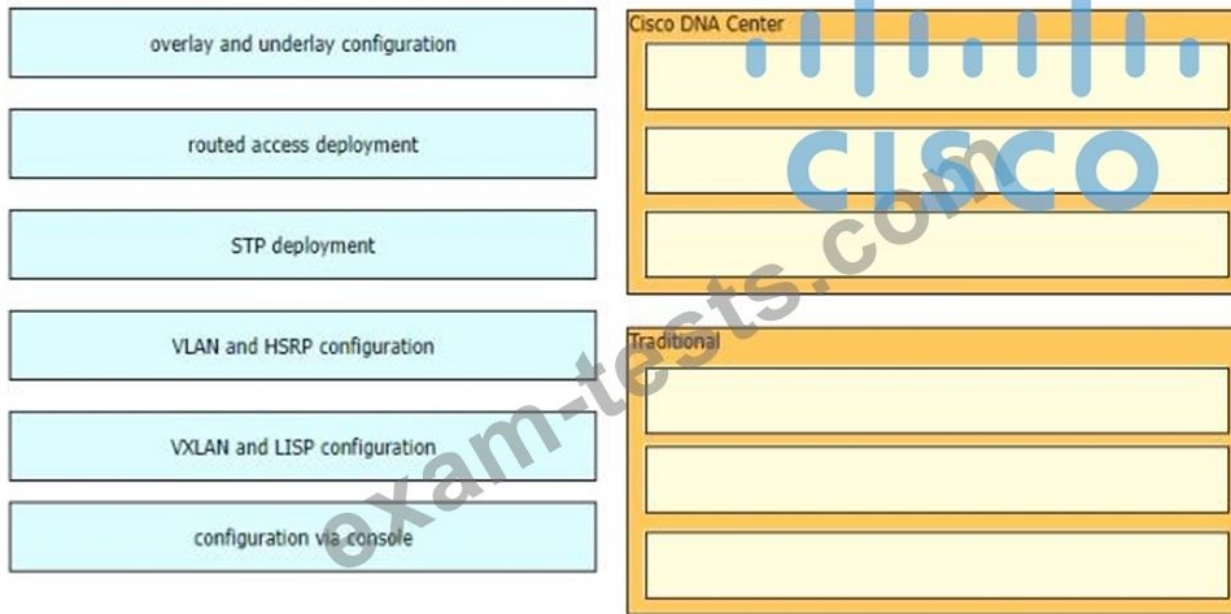 overlay and underlay configuration
routed access deployment
STP deployment
VLAN and HSRP configuration
VXLAN and LISP configuration
configuration via console
Cisco DNA Center
CISCO
Traditional
exam-tests.com